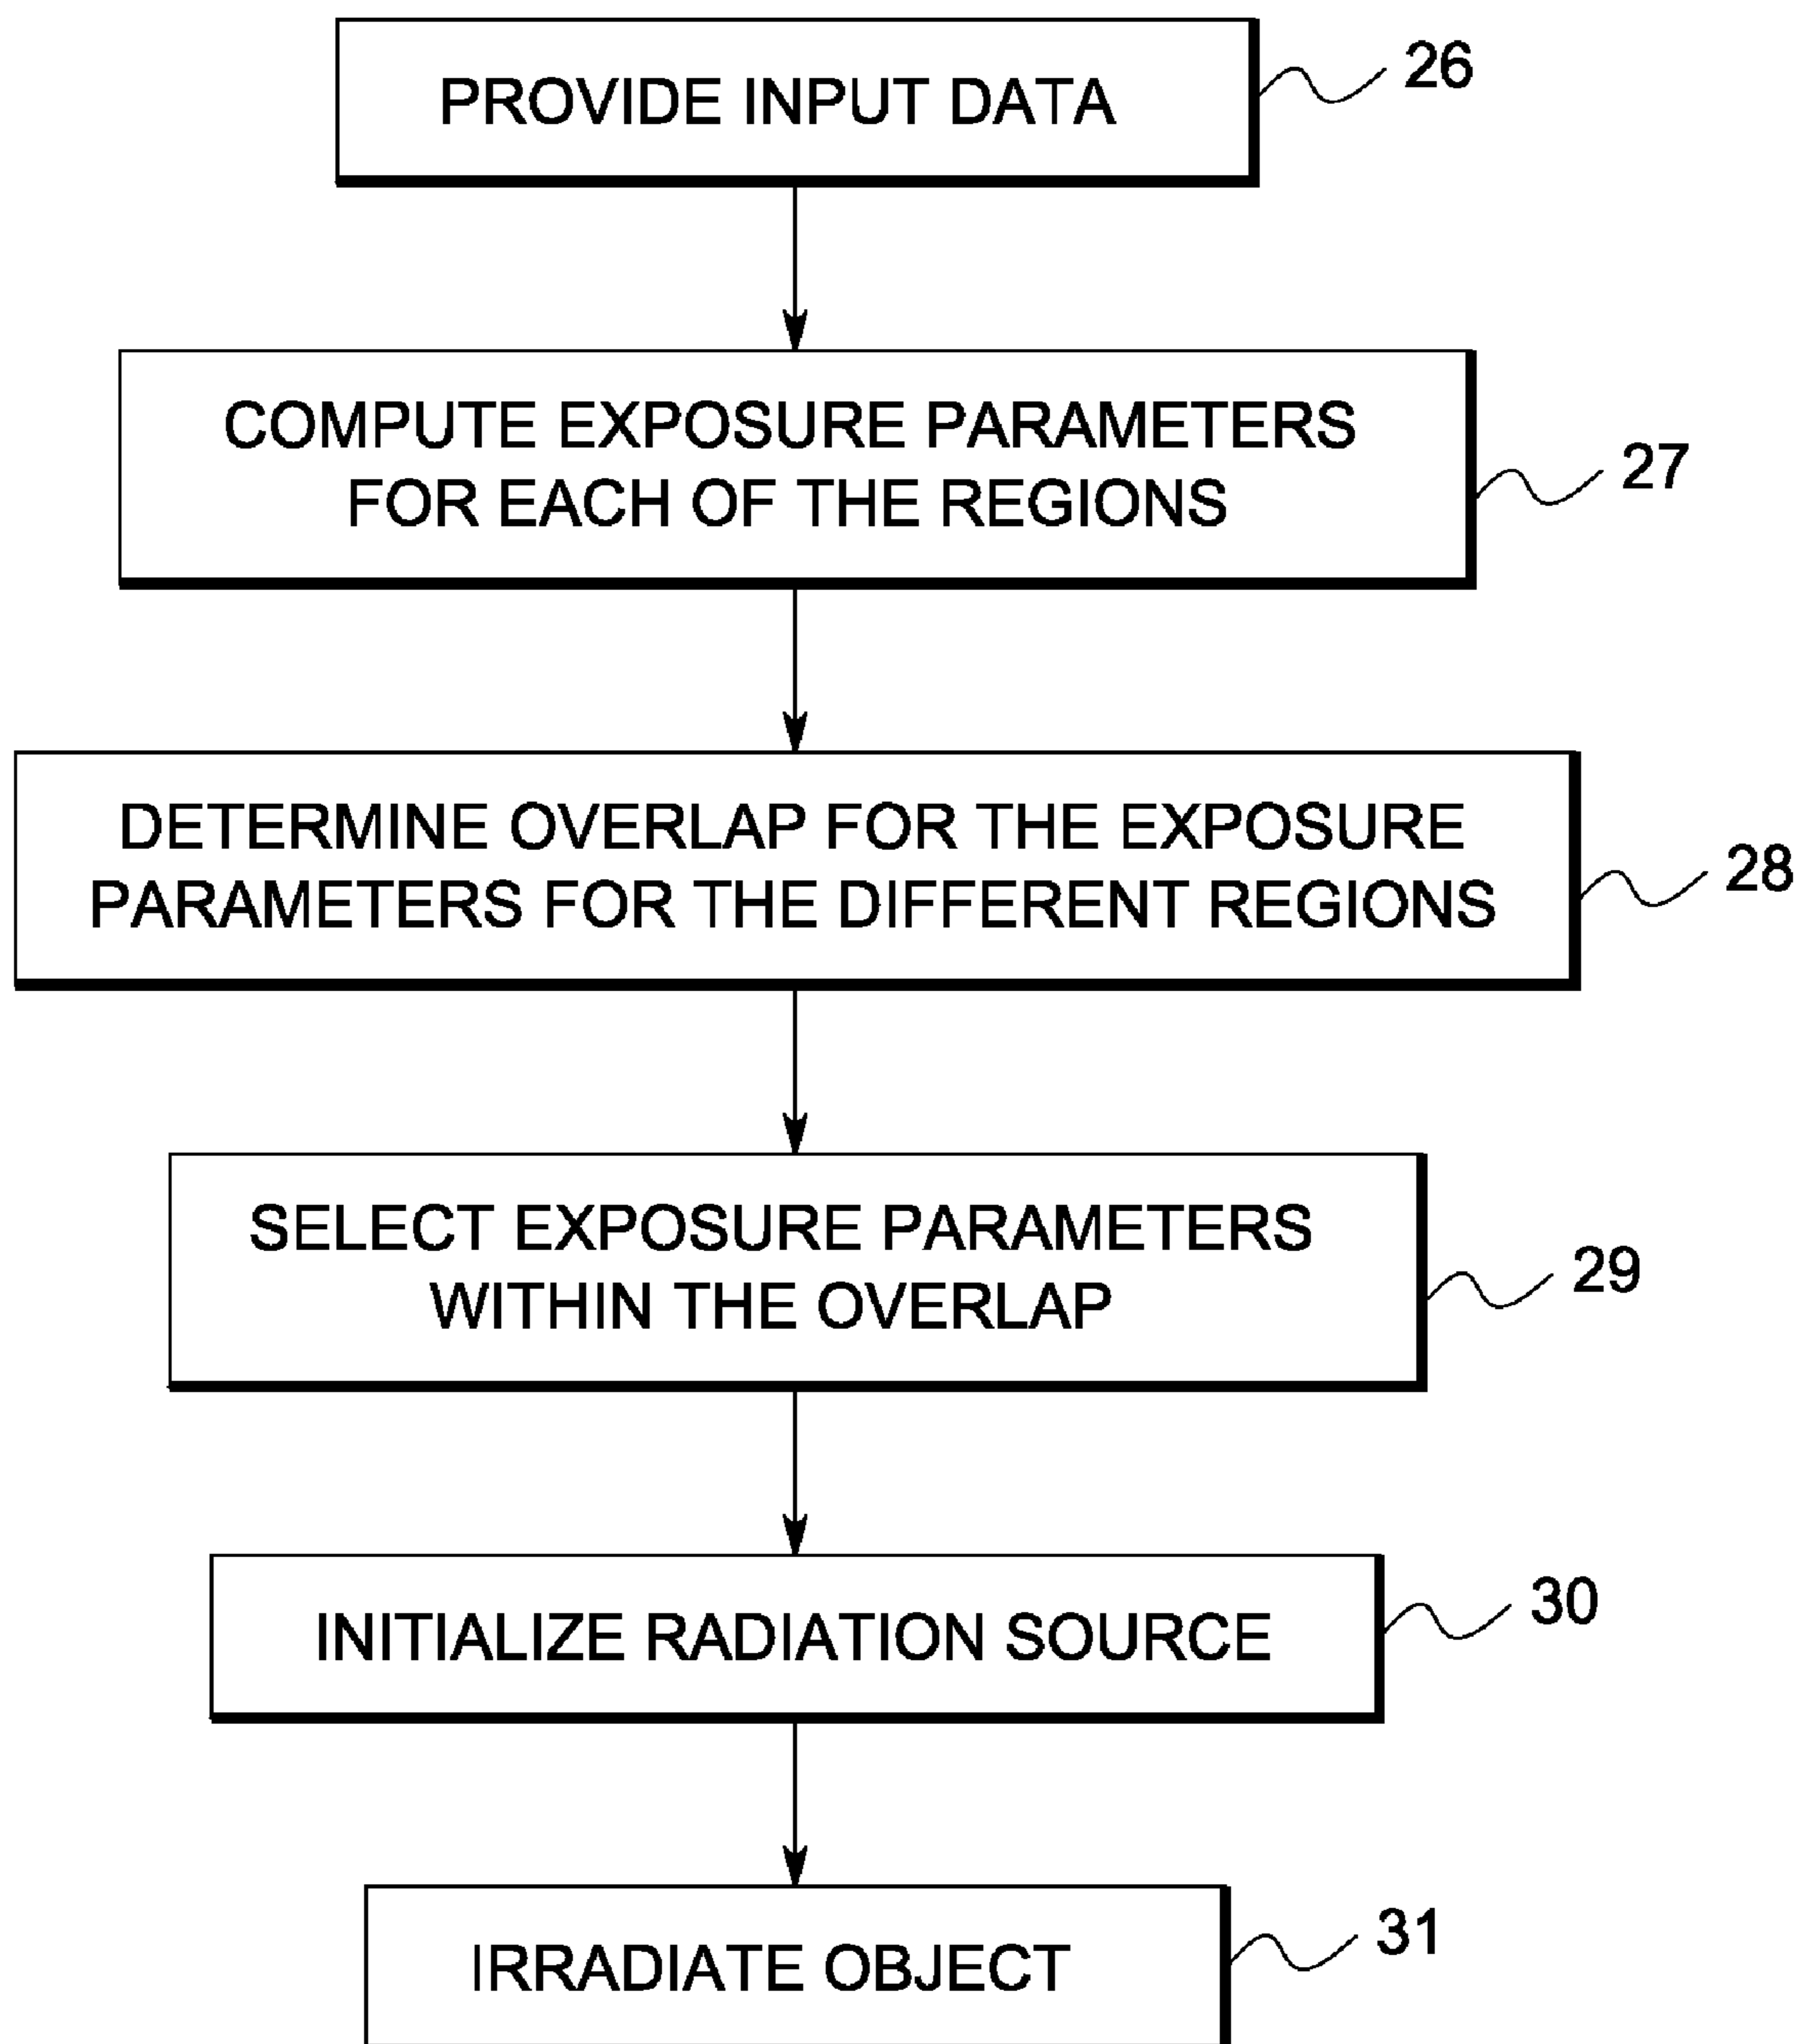 PROVIDE INPUT DATA
26
COMPUTE EXPOSURE PARAMETERS
FOR EACH OF THE REGIONS
27
DETERMINE OVERLAP FOR THE EXPOSURE
PARAMETERS FOR THE DIFFERENT REGIONS
28
SELECT EXPOSURE PARAMETERS
WITHIN THE OVERLAP
29
INITIALIZE RADIATION SOURCE
30
IRRADIATE OBJECT
31